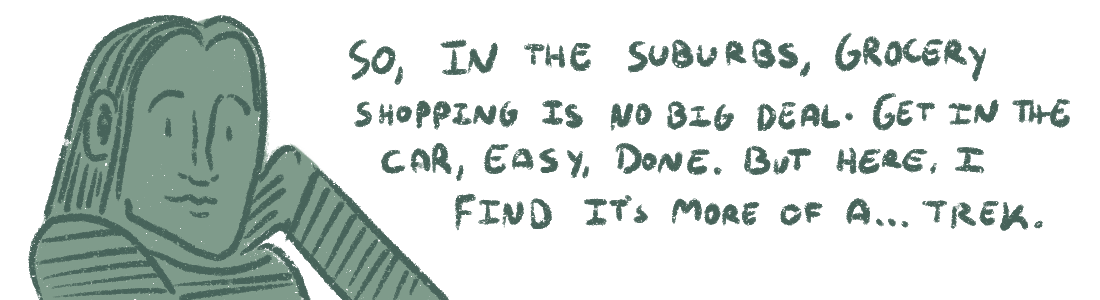 SO, IN THE SUBURBS, GROCERY
SHOPPING IS NO BIG DEAL. GET IN THE
CAR, EASY, DONE. BUT HERE, I
FIND IT'S MORE OF A... TREK.